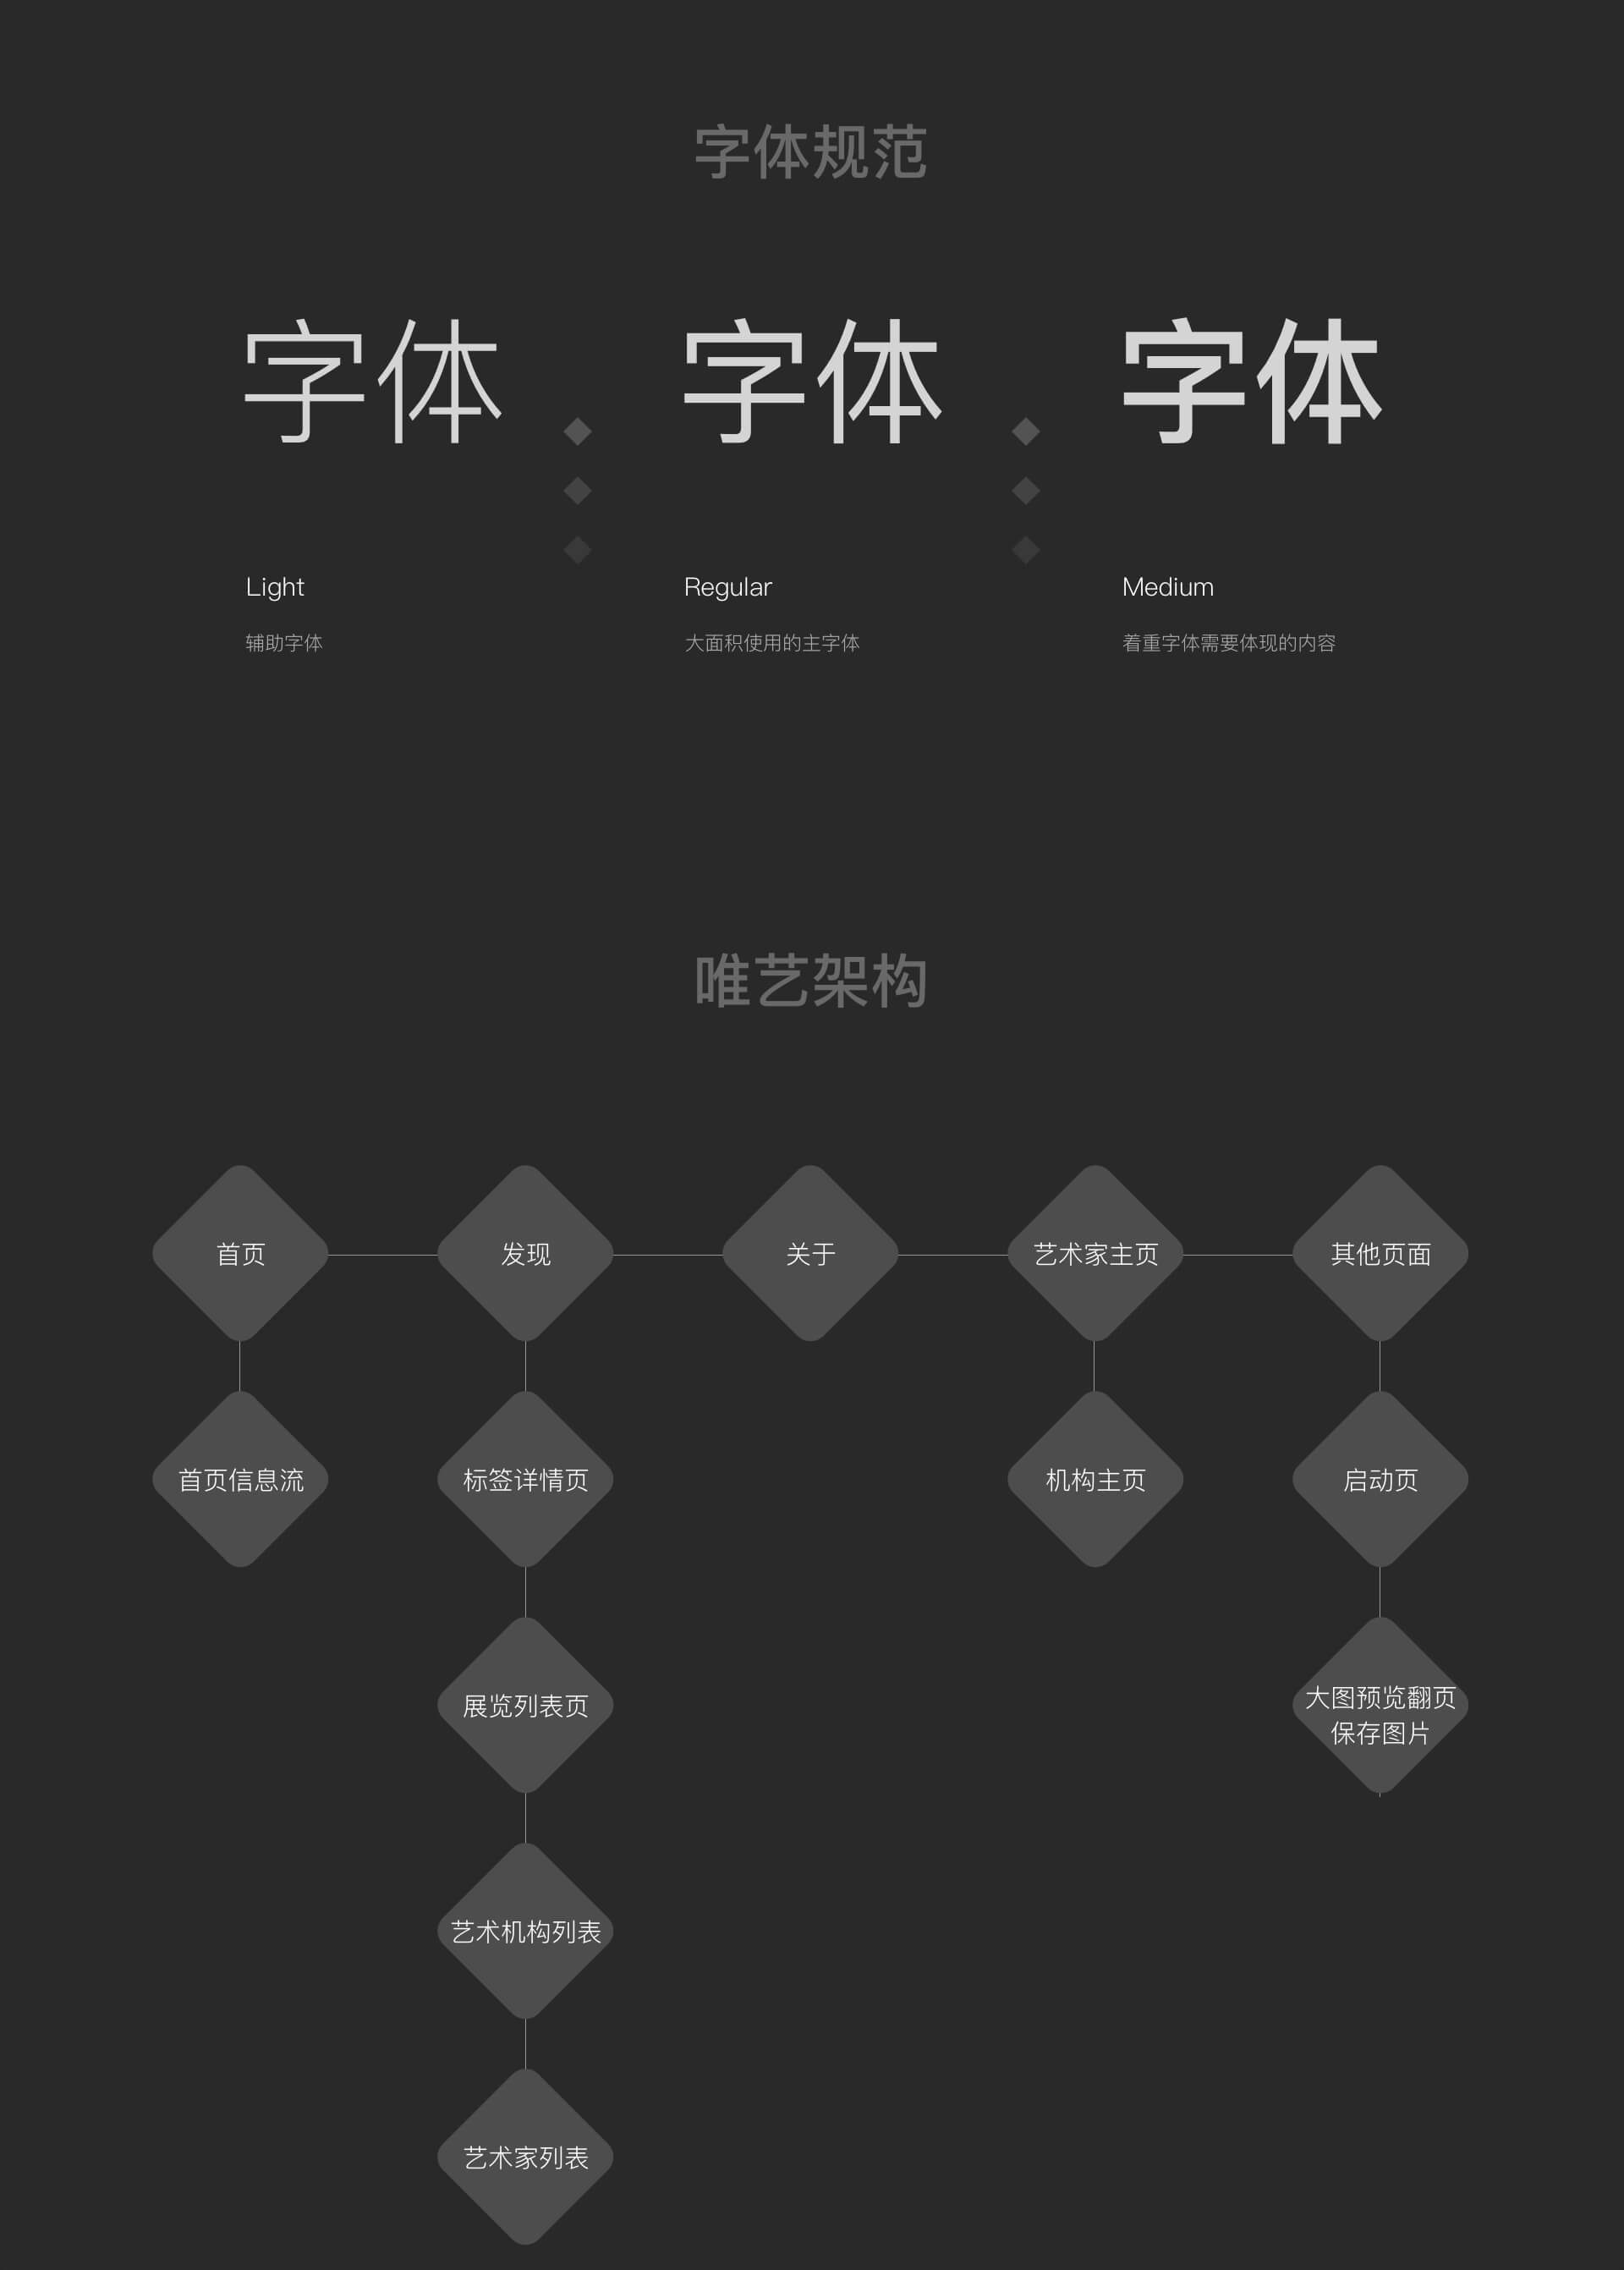 字体规范
字体 字体 字体
Light Regular Medium
辅助字体 大面积使用的主字体 着重字体需要体现的内容
唯艺架构
首页 发现 关于 艺术家主页 其他页面
首页信息流 标签详情页 机构主页 启动页
展览列表页 大图预览翻页
保存图片
艺术机构列表
艺术家列表